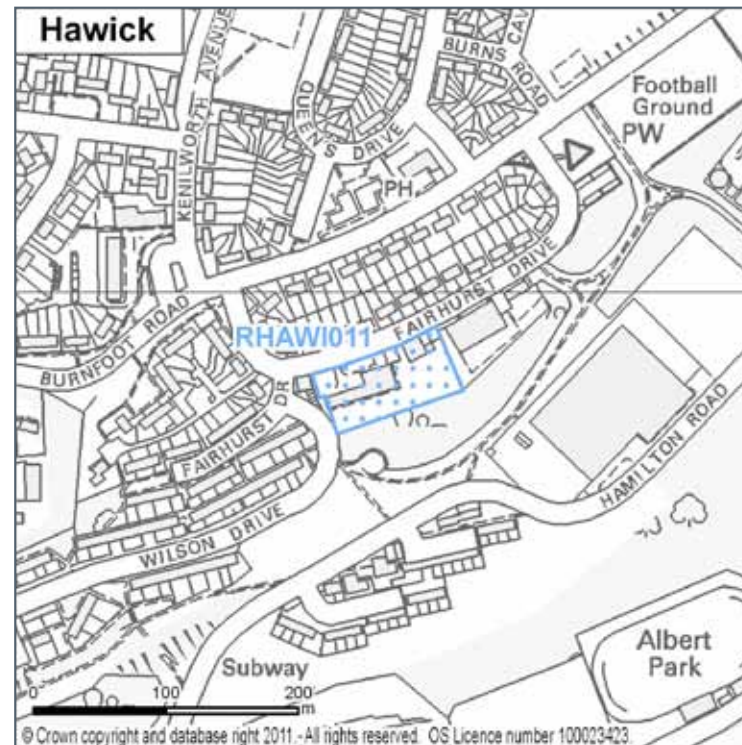 Hawick
KENILWORTH AVENUE
QUEEN'S DRIVE
BURNS ROAD
CAV
Football
Ground
PW
PH
FAIRHURST DRIVE
RHAWI011
BURNFOOT ROAD
FAIRHURST DR
WILSON DRIVE
HAMILTON ROAD
Subway
Albert
Park
0 100 200
m
© Crown copyright and database right 2011.- All rights reserved. OS Licence number 100023423.